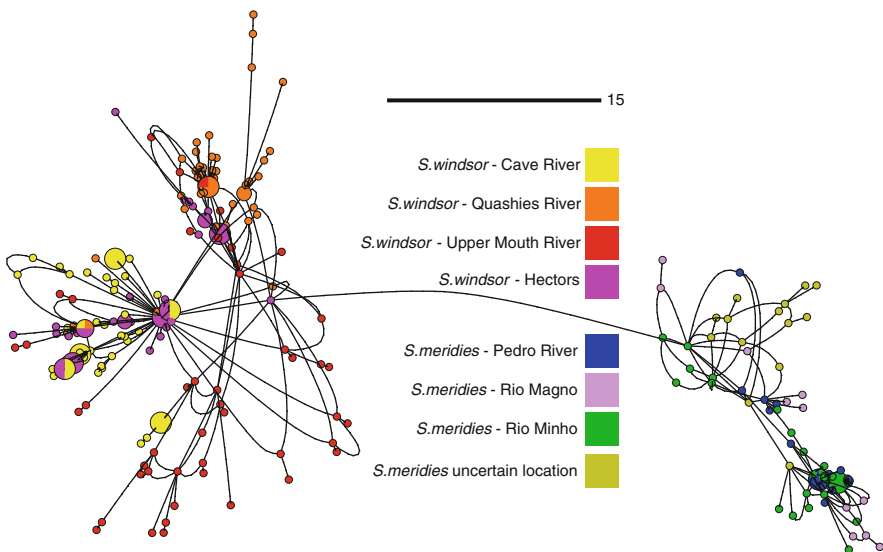 15
S.windsor - Cave River
S.windsor - Quashies River
S.windsor - Upper Mouth River
S.windsor - Hectors
S.meridies - Pedro River
S.meridies - Rio Magno
S.meridies - Rio Minho
S.meridies uncertain location